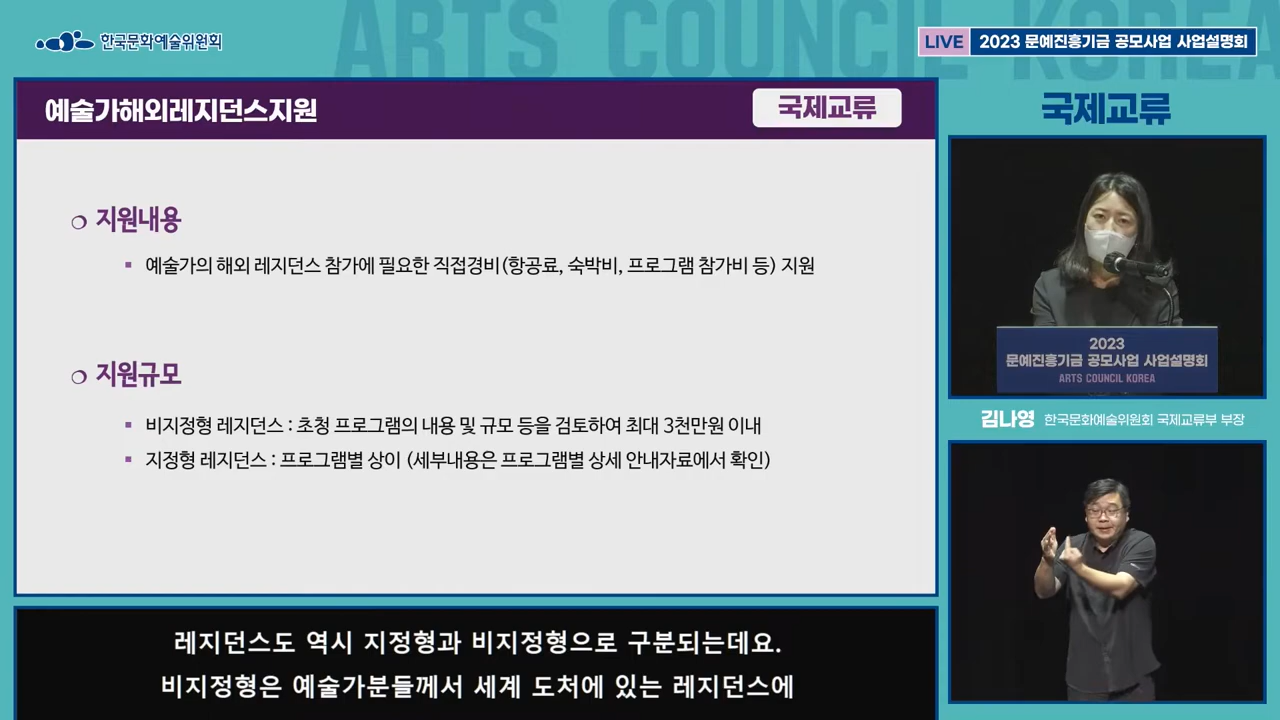 ARTS COUNCIL KOREA
한국문화예술위원회
LIVE 2023 문예진흥기금 공모사업 사업설명회
예술가해외레지던스지원
국제교류
국제교류
지원내용
예술가의 해외 레지던스 참가에 필요한 직접경비(항공료, 숙박비, 프로그램 참가비 등) 지원
지원규모
비지정형 레지던스 : 초청 프로그램의 내용 및 규모 등을 검토하여 최대 3천만원 이내
지정형 레지던스 : 프로그램별 상이 (세부내용은 프로그램별 상세 안내자료에서 확인)
2023
문예진흥기금 공모사업 사업설명회
ARTS COUNCIL KOREA
김나영 한국문화예술위원회 국제교류부 부장
레지던스도 역시 지정형과 비지정형으로 구분되는데요.
비지정형은 예술가분들께서 세계 도처에 있는 레지던스에